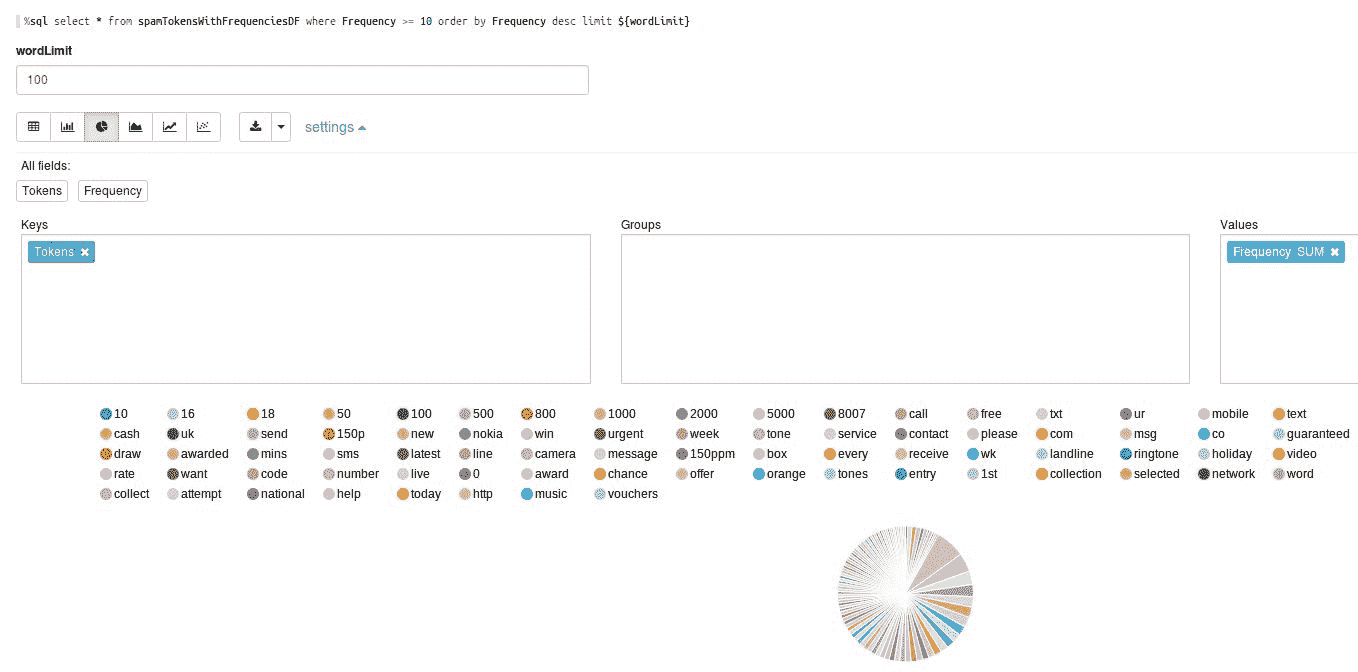 %sql select * from spamTokensWithFrequenciesDF where Frequency >= 10 order by Frequency desc limit ${wordLimit}
wordLimit
100
settings
All fields:
Tokens Frequency
Keys Groups Values
Tokens ✖ Frequency SUM ✖
10 16 18 50 100 500 800 1000 2000 5000 8007 call free txt ur mobile text
cash uk send 150p new nokia win urgent week tone service contact please com msg co guaranteed
draw awarded mins sms latest line camera message 150ppm box every receive wk landline ringtone holiday video
rate want code number live 0 award chance offer orange tones entry 1st collection selected network word
collect attempt national help today http music vouchers